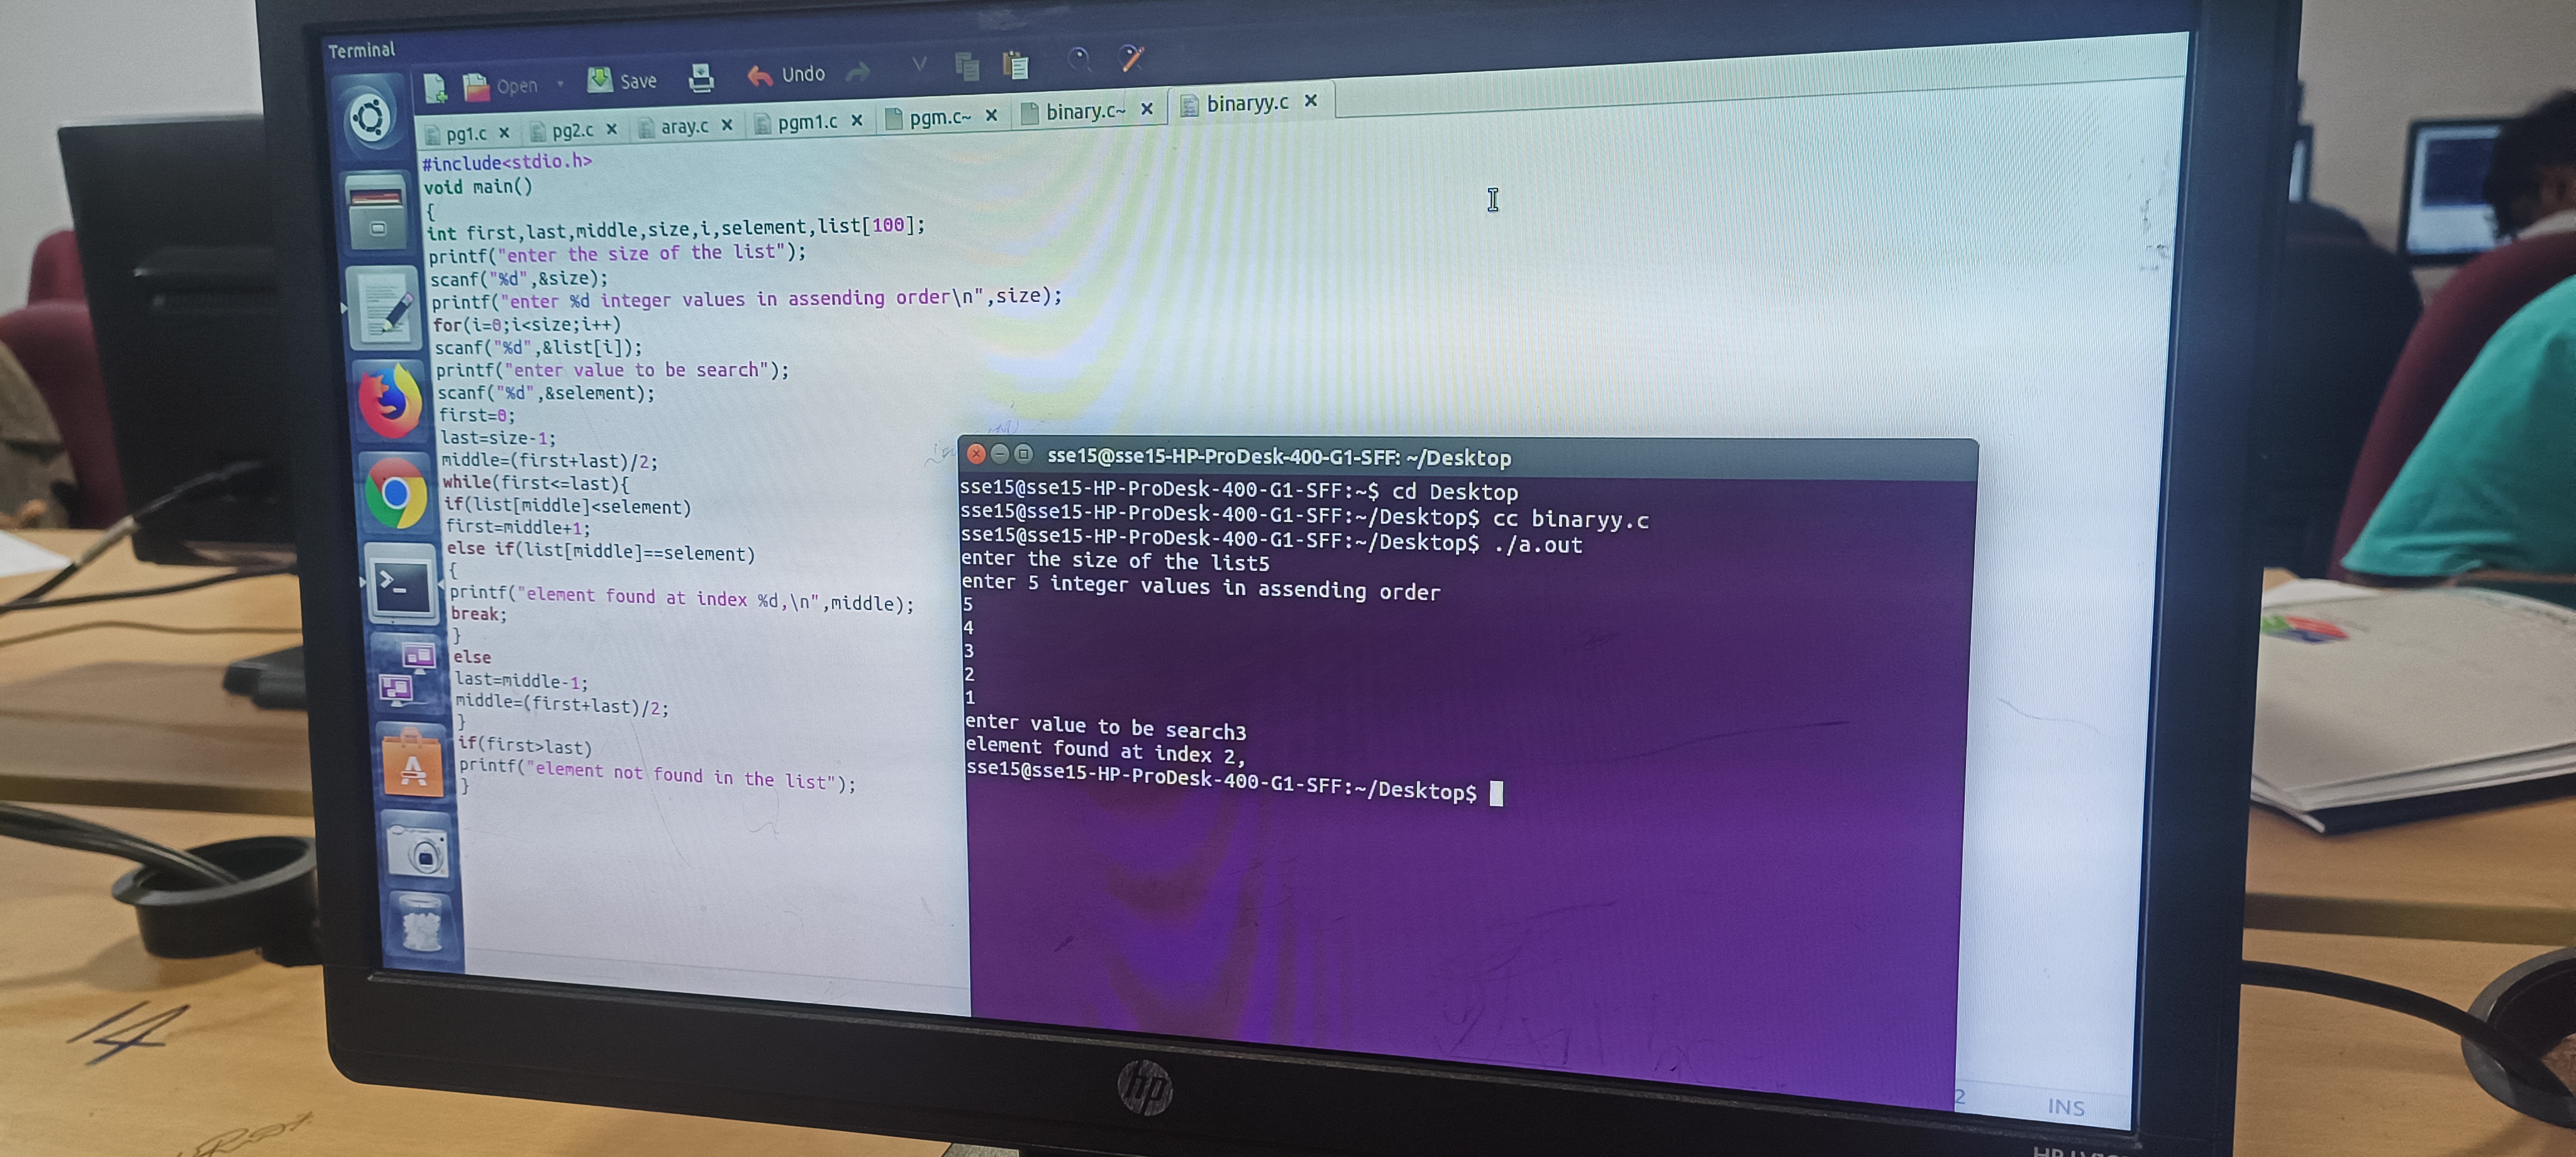 Terminal
Open Save Undo
pg1.c pg2.c aray.c pgm1.c pgm.c~ binary.c~ binaryy.c
#include<stdio.h>
void main()
{
int first,last,middle,size,i,selement,list[100];
printf("enter the size of the list");
scanf("%d",&size);
printf("enter %d integer values in assending order\n",size);
for(i=0;i<size;i++)
scanf("%d",&list[i]);
printf("enter value to be search");
scanf("%d",&selement);
first=0;
last=size-1;
middle=(first+last)/2;
while(first<=last){
if(list[middle]<selement)
first=middle+1;
else if(list[middle]==selement)
{
printf("element found at index %d,\n",middle);
break;
}
else
last=middle-1;
middle=(first+last)/2;
}
if(first>last)
printf("element not found in the list");
}
sse15@sse15-HP-ProDesk-400-G1-SFF: ~/Desktop
sse15@sse15-HP-ProDesk-400-G1-SFF:~$ cd Desktop
sse15@sse15-HP-ProDesk-400-G1-SFF:~/Desktop$ cc binaryy.c
sse15@sse15-HP-ProDesk-400-G1-SFF:~/Desktop$ ./a.out
enter the size of the list5
enter 5 integer values in assending order
5
4
3
2
1
enter value to be search3
element found at index 2,
sse15@sse15-HP-ProDesk-400-G1-SFF:~/Desktop$
2 INS
hp
14